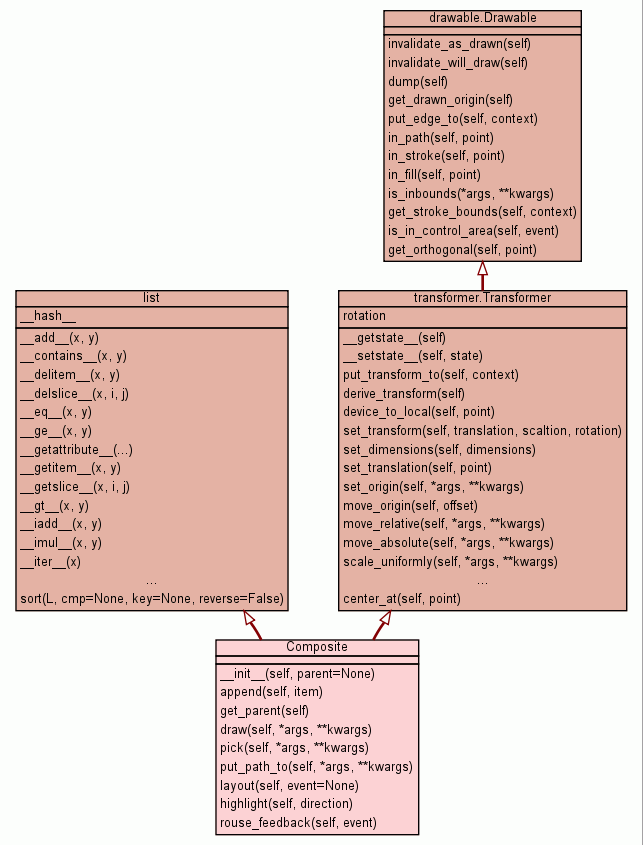 drawable.Drawable
invalidate_as_drawn(self)
invalidate_will_draw(self)
dump(self)
get_drawn_origin(self)
put_edge_to(self, context)
in_path(self, point)
in_stroke(self, point)
in_fill(self, point)
is_inbounds(*args, **kwargs)
get_stroke_bounds(self, context)
is_in_control_area(self, event)
get_orthogonal(self, point)
list
__hash__
__add__(x, y)
__contains__(x, y)
__delitem__(x, y)
__delslice__(x, i, j)
__eq__(x, y)
__ge__(x, y)
__getattribute__(...)
__getitem__(x, y)
__getslice__(x, i, j)
__gt__(x, y)
__iadd__(x, y)
__imul__(x, y)
__iter__(x)
...
sort(L, cmp=None, key=None, reverse=False)
transformer.Transformer
rotation
__getstate__(self)
__setstate__(self, state)
put_transform_to(self, context)
derive_transform(self)
device_to_local(self, point)
set_transform(self, translation, scaltion, rotation)
set_dimensions(self, dimensions)
set_translation(self, point)
set_origin(self, *args, **kwargs)
move_origin(self, offset)
move_relative(self, *args, **kwargs)
move_absolute(self, *args, **kwargs)
scale_uniformly(self, *args, **kwargs)
...
center_at(self, point)
Composite
__init__(self, parent=None)
append(self, item)
get_parent(self)
draw(self, *args, **kwargs)
pick(self, *args, **kwargs)
put_path_to(self, *args, **kwargs)
layout(self, event=None)
highlight(self, direction)
rouse_feedback(self, event)